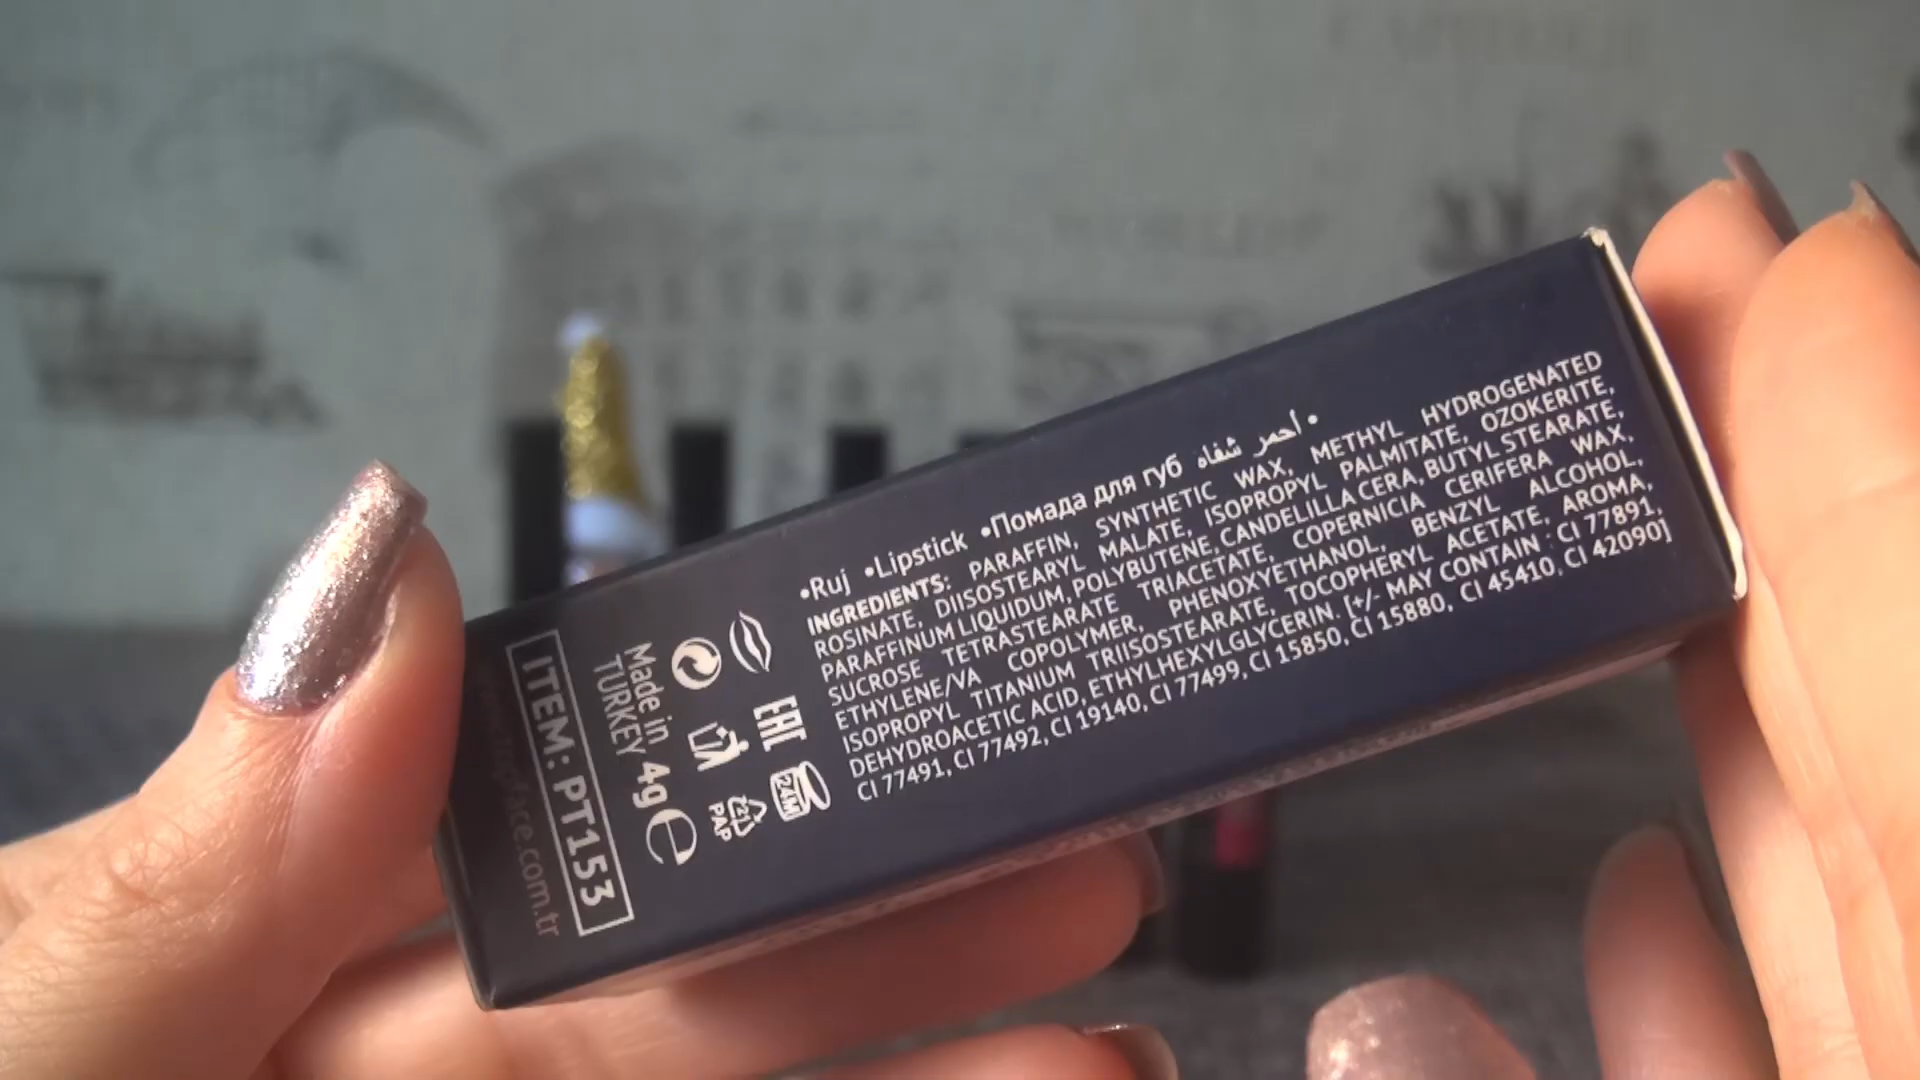 •Ruj •Lipstick •Помада для губ أحمر شفاه•
INGREDIENTS: PARAFFIN, SYNTHETIC WAX, METHYL HYDROGENATED
ROSINATE, DIISOSTEARYL MALATE, ISOPROPYL PALMITATE, OZOKERITE,
PARAFFINUM LIQUIDUM, POLYBUTENE, CANDELILLA CERA, BUTYL STEARATE,
SUCROSE TETRASTEARATE TRIACETATE, COPERNICIA CERIFERA WAX,
ETHYLENE/VA COPOLYMER, PHENOXYETHANOL, BENZYL ALCOHOL,
ISOPROPYL TITANIUM TRIISOSTEARATE, TOCOPHERYL ACETATE, AROMA,
DEHYDROACETIC ACID, ETHYLHEXYLGLYCERIN. [+/- MAY CONTAIN : CI 77891,
CI 77491, CI 77492, CI 19140, CI 77499, CI 15850, CI 15880, CI 45410, CI 42090]
EAC
24M
21
PAP
Made in
TURKEY 4g e
ITEM: PT153
www.topface.com.tr